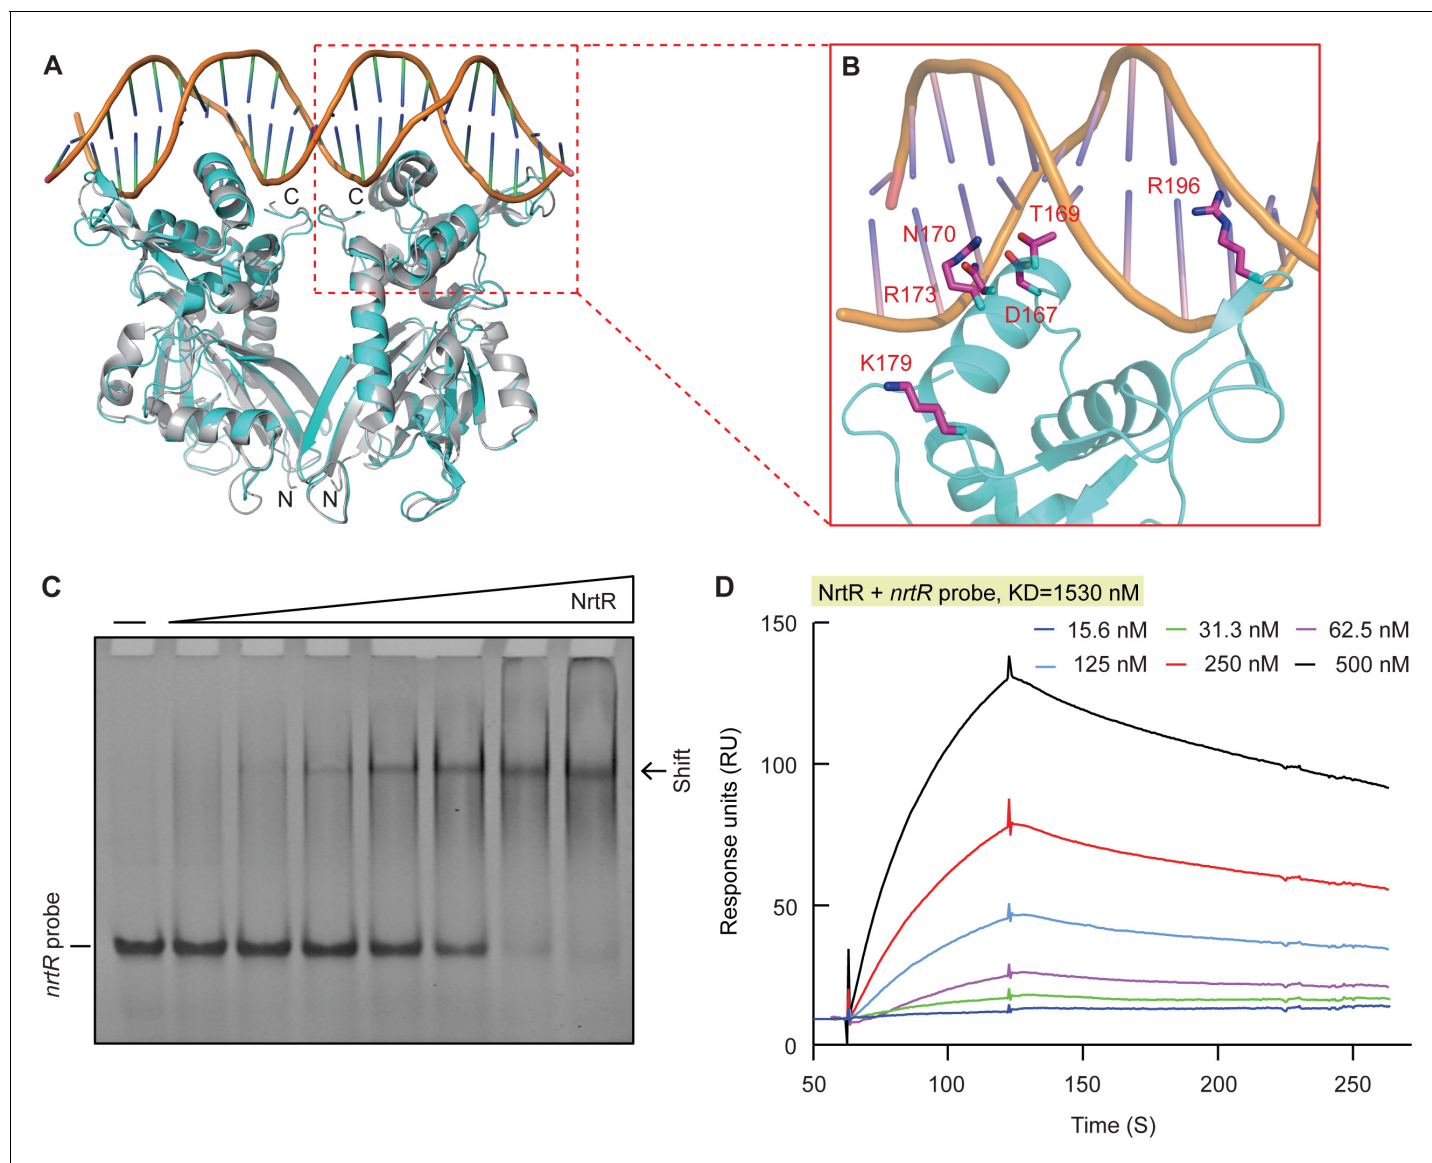 A
C
C
N
N
B
R196
T169
N170
R173
D167
K179
C
NrtR
Shift
nrtR probe
D
NrtR + nrtR probe, KD=1530 nM
15.6 nM 31.3 nM 62.5 nM
125 nM 250 nM 500 nM
Response units (RU)
150
100
50
0
50 100 150 200 250
Time (S)